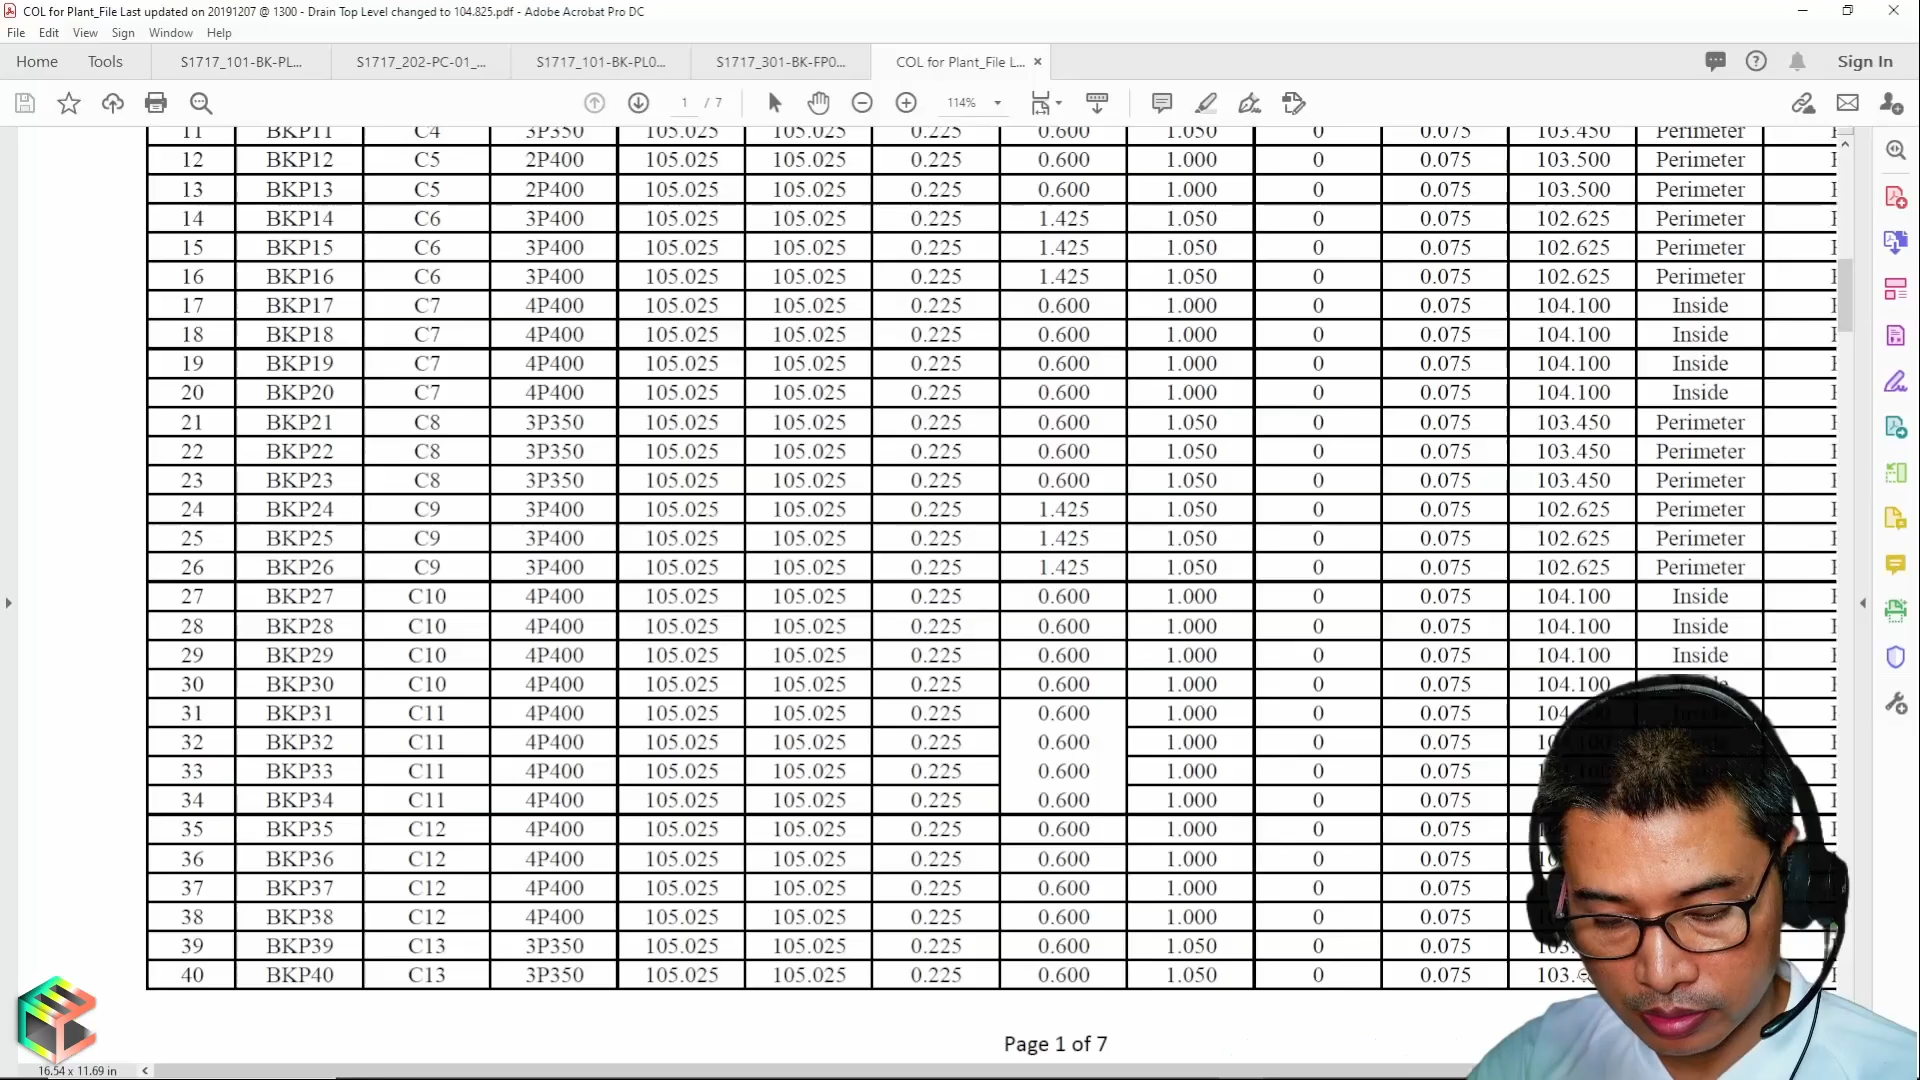 COL for Plant_File Last updated on 20191207 @ 1300 - Drain Top Level changed to 104.825.pdf - Adobe Acrobat Pro DC
File Edit View Sign Window Help
Home Tools S1717_101-BK-PL... S1717_202-PC-01_... S1717_101-BK-PL0... S1717_301-BK-FP0... COL for Plant_File L... Sign In
1 / 7 114%
11 BKP11 C4 3P350 105.025 105.025 0.225 0.600 1.050 0 0.075 103.450 Perimeter
12 BKP12 C5 2P400 105.025 105.025 0.225 0.600 1.000 0 0.075 103.500 Perimeter
13 BKP13 C5 2P400 105.025 105.025 0.225 0.600 1.000 0 0.075 103.500 Perimeter
14 BKP14 C6 3P400 105.025 105.025 0.225 1.425 1.050 0 0.075 102.625 Perimeter
15 BKP15 C6 3P400 105.025 105.025 0.225 1.425 1.050 0 0.075 102.625 Perimeter
16 BKP16 C6 3P400 105.025 105.025 0.225 1.425 1.050 0 0.075 102.625 Perimeter
17 BKP17 C7 4P400 105.025 105.025 0.225 0.600 1.000 0 0.075 104.100 Inside
18 BKP18 C7 4P400 105.025 105.025 0.225 0.600 1.000 0 0.075 104.100 Inside
19 BKP19 C7 4P400 105.025 105.025 0.225 0.600 1.000 0 0.075 104.100 Inside
20 BKP20 C7 4P400 105.025 105.025 0.225 0.600 1.000 0 0.075 104.100 Inside
21 BKP21 C8 3P350 105.025 105.025 0.225 0.600 1.050 0 0.075 103.450 Perimeter
22 BKP22 C8 3P350 105.025 105.025 0.225 0.600 1.050 0 0.075 103.450 Perimeter
23 BKP23 C8 3P350 105.025 105.025 0.225 0.600 1.050 0 0.075 103.450 Perimeter
24 BKP24 C9 3P400 105.025 105.025 0.225 1.425 1.050 0 0.075 102.625 Perimeter
25 BKP25 C9 3P400 105.025 105.025 0.225 1.425 1.050 0 0.075 102.625 Perimeter
26 BKP26 C9 3P400 105.025 105.025 0.225 1.425 1.050 0 0.075 102.625 Perimeter
27 BKP27 C10 4P400 105.025 105.025 0.225 0.600 1.000 0 0.075 104.100 Inside
28 BKP28 C10 4P400 105.025 105.025 0.225 0.600 1.000 0 0.075 104.100 Inside
29 BKP29 C10 4P400 105.025 105.025 0.225 0.600 1.000 0 0.075 104.100 Inside
30 BKP30 C10 4P400 105.025 105.025 0.225 0.600 1.000 0 0.075 104.100
31 BKP31 C11 4P400 105.025 105.025 0.225 0.600 1.000 0 0.075
32 BKP32 C11 4P400 105.025 105.025 0.225 0.600 1.000 0 0.075
33 BKP33 C11 4P400 105.025 105.025 0.225 0.600 1.000 0 0.075
34 BKP34 C11 4P400 105.025 105.025 0.225 0.600 1.000 0 0.075
35 BKP35 C12 4P400 105.025 105.025 0.225 0.600 1.000 0 0.075
36 BKP36 C12 4P400 105.025 105.025 0.225 0.600 1.000 0 0.075
37 BKP37 C12 4P400 105.025 105.025 0.225 0.600 1.000 0 0.075
38 BKP38 C12 4P400 105.025 105.025 0.225 0.600 1.000 0 0.075
39 BKP39 C13 3P350 105.025 105.025 0.225 0.600 1.050 0 0.075
40 BKP40 C13 3P350 105.025 105.025 0.225 0.600 1.050 0 0.075
Page 1 of 7
16.54 x 11.69 in